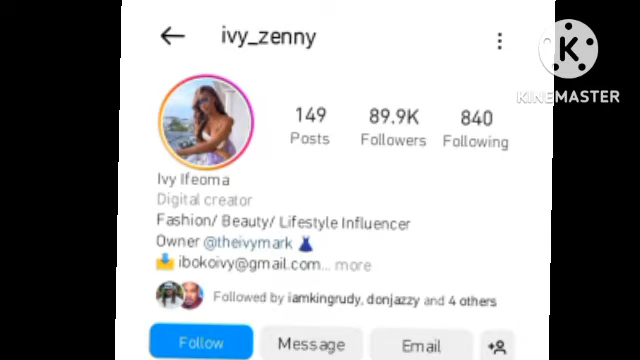 ivy_zenny
K
KINEMASTER
149 89.9K 840
Posts Followers Following
Ivy Ifeoma
Digital creator
Fashion/ Beauty/ Lifestyle Influencer
Owner @theivymark 👗
📩 ibokoivy@gmail.com... more
Followed by iamkingrudy, donjazzy and 4 others
Follow Message Email